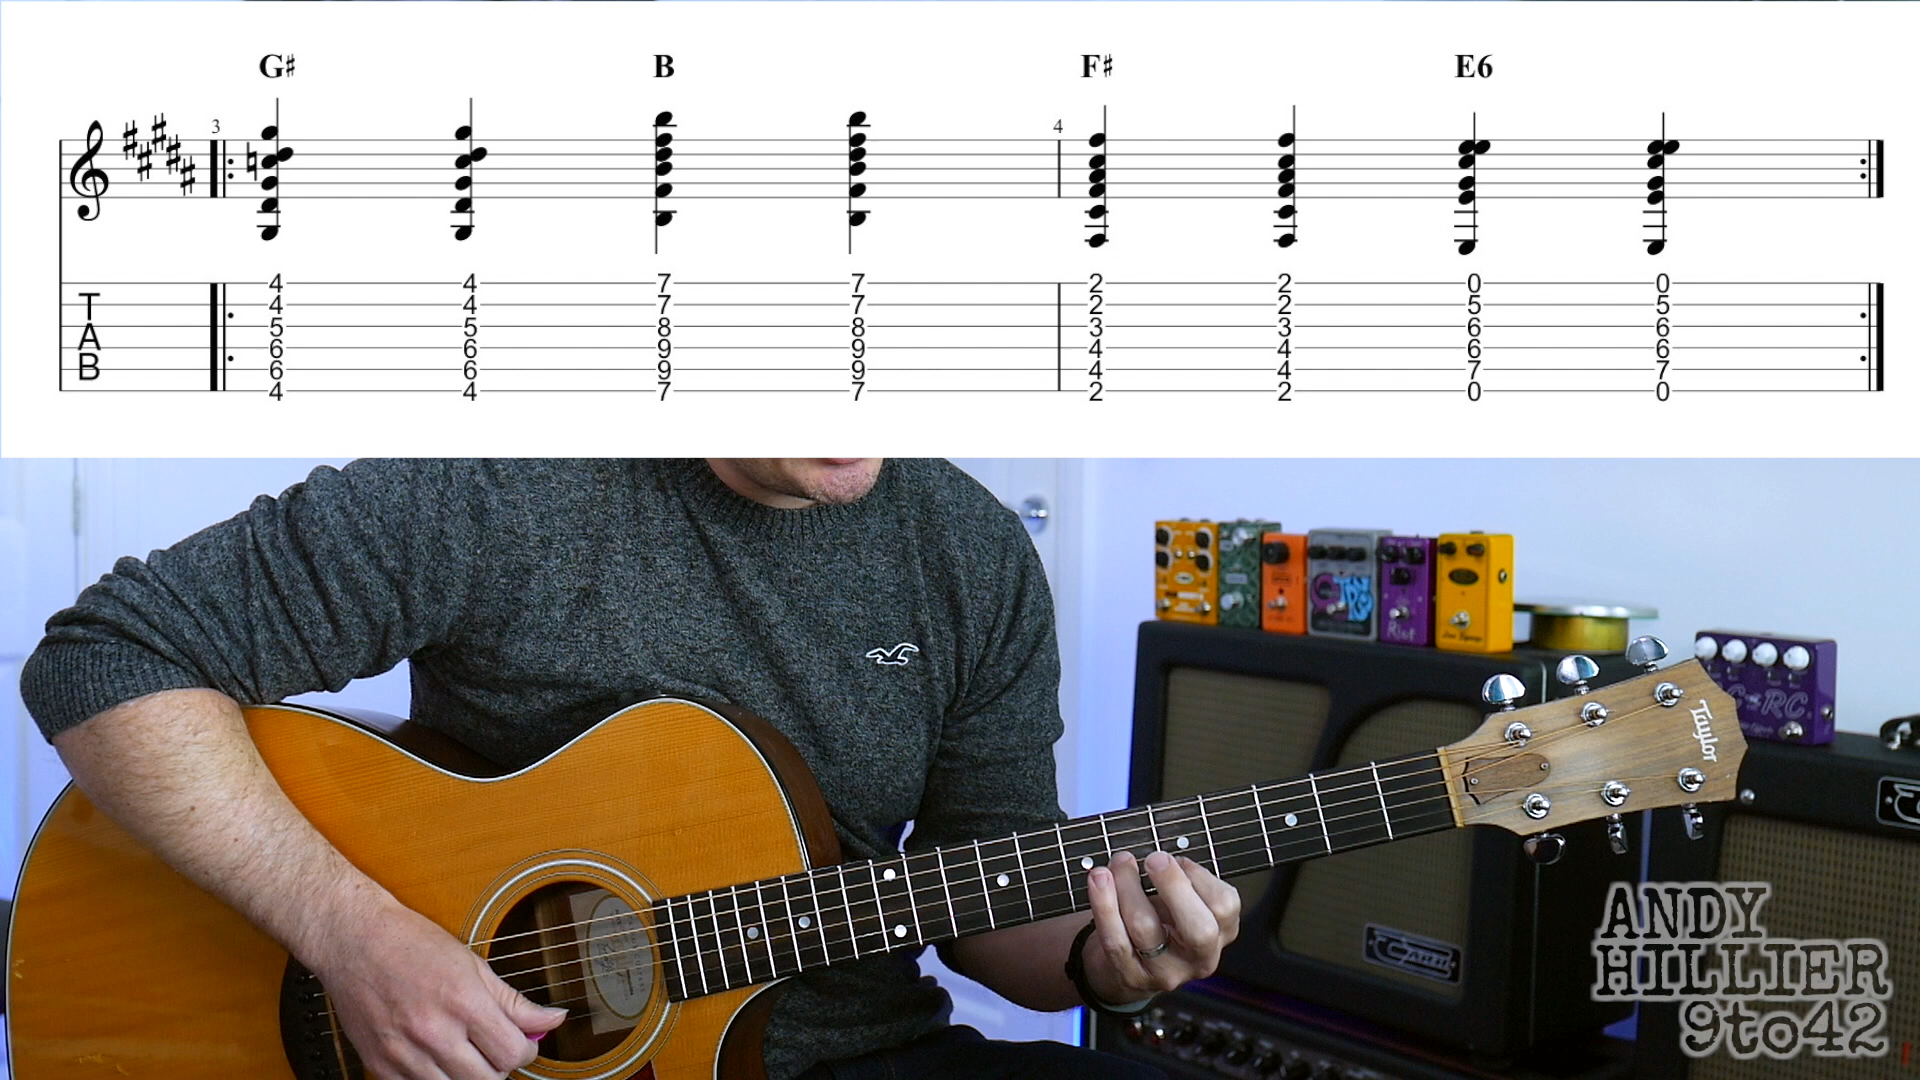 G♯ B F♯ E6
3 4
4 4 7 7 2 2 0 0
T 4 4 7 7 2 2 5 5
5 5 8 8 3 3 6 6
A 6 6 9 9 4 4 6 6
B 6 6 9 9 4 4 7 7
4 4 7 7 2 2 0 0
Riot
RC
Taylor
ANDY
HILLIER
9to42